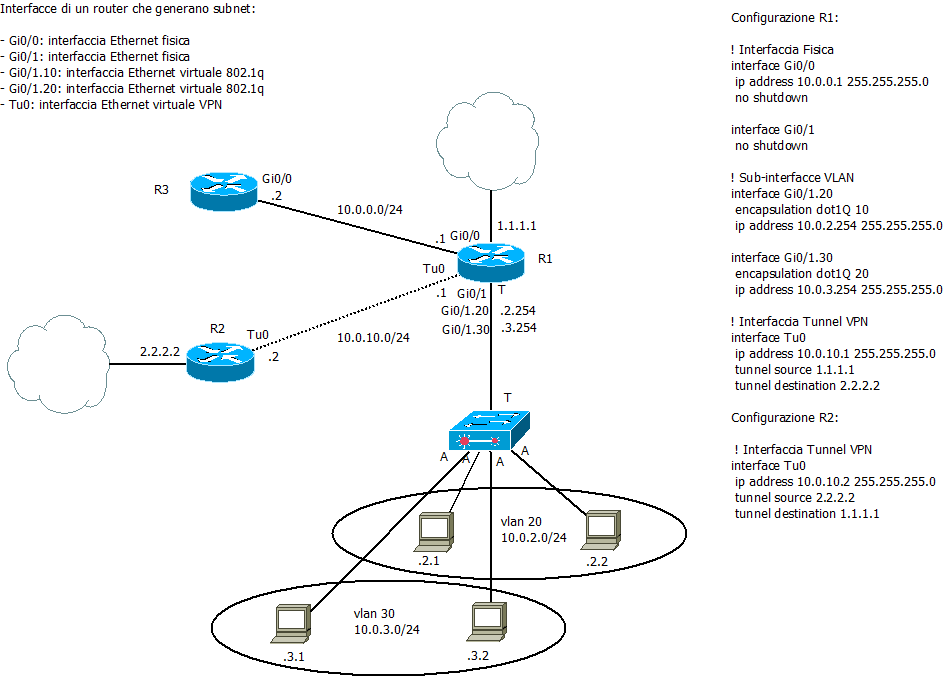 Interfacce di un router che generano subnet:
- Gi0/0: interfaccia Ethernet fisica
- Gi0/1: interfaccia Ethernet fisica
- Gi0/1.10: interfaccia Ethernet virtuale 802.1q
- Gi0/1.20: interfaccia Ethernet virtuale 802.1q
- Tu0: interfaccia Ethernet virtuale VPN
R3
Gi0/0
.2
10.0.0.0/24
1.1.1.1
.1
Gi0/0
R1
Tu0
.1
Gi0/1
T
Gi0/1.20
.2.254
Gi0/1.30
.3.254
R2
Tu0
.2
10.0.10.0/24
2.2.2.2
T
A
A
A
A
vlan 20
10.0.2.0/24
.2.1
.2.2
vlan 30
10.0.3.0/24
.3.1
.3.2
Configurazione R1:
! Interfaccia Fisica
interface Gi0/0
ip address 10.0.0.1 255.255.255.0
no shutdown
interface Gi0/1
no shutdown
! Sub-interfacce VLAN
interface Gi0/1.20
encapsulation dot1Q 10
ip address 10.0.2.254 255.255.255.0
interface Gi0/1.30
encapsulation dot1Q 20
ip address 10.0.3.254 255.255.255.0
! Interfaccia Tunnel VPN
interface Tu0
ip address 10.0.10.1 255.255.255.0
tunnel source 1.1.1.1
tunnel destination 2.2.2.2
Configurazione R2:
! Interfaccia Tunnel VPN
interface Tu0
ip address 10.0.10.2 255.255.255.0
tunnel source 2.2.2.2
tunnel destination 1.1.1.1